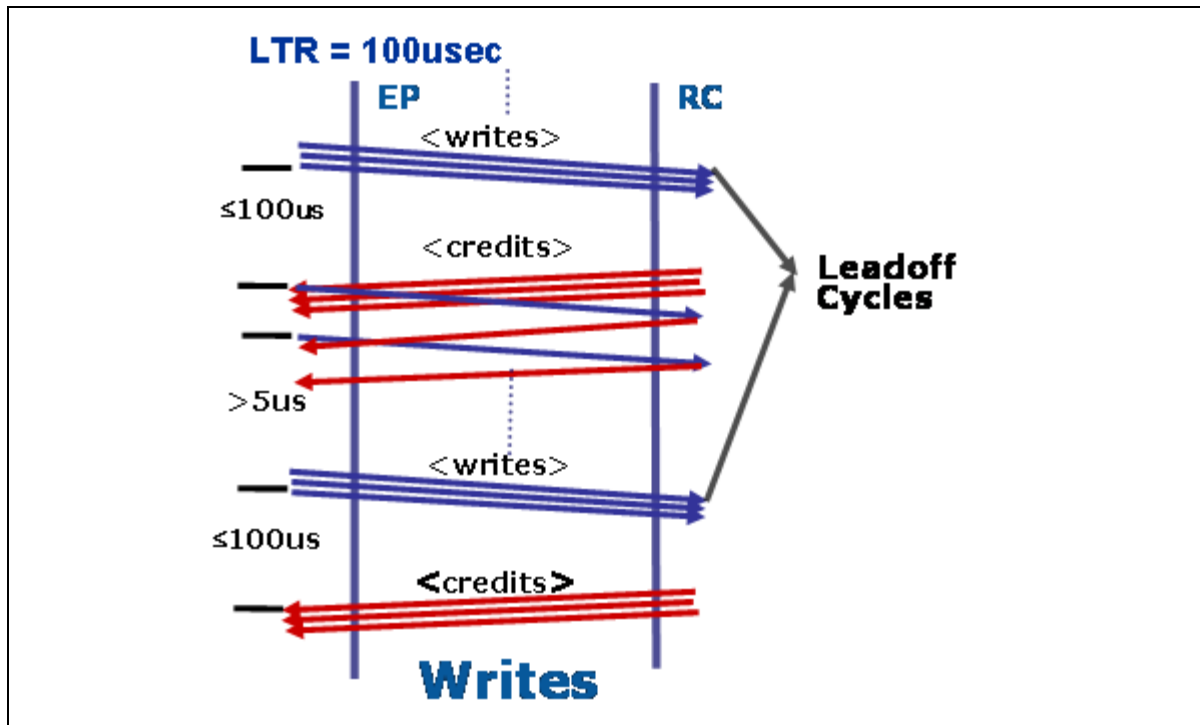 LTR = 100usec
EP
RC
<writes>
≤100us
<credits>
Leadoff
Cycles
>5us
<writes>
≤100us
<credits>
Writes